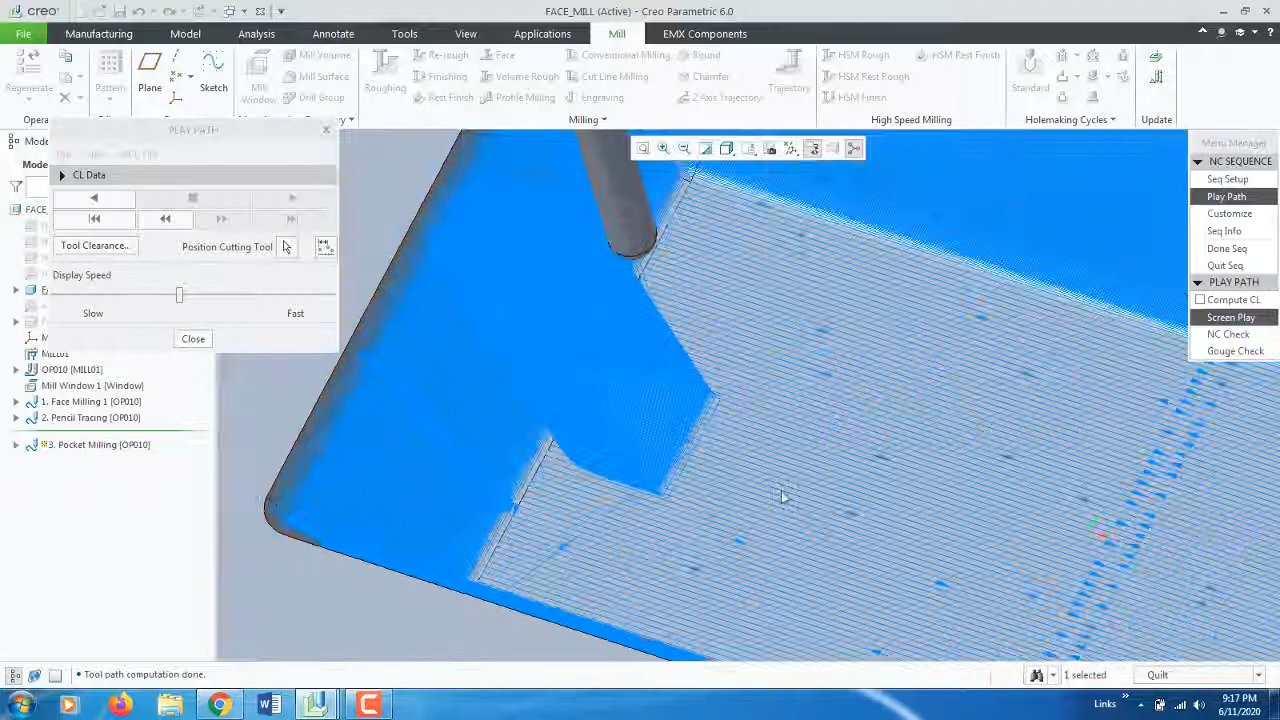 creo
FACE_MILL (Active) - Creo Parametric 6.0
File Manufacturing Model Analysis Annotate Tools View Applications Mill EMX Components
Regenerate
Pattern
Plane
Sketch
Mill Window
Mill Volume
Mill Surface
Drill Group
Roughing
Re-rough
Finishing
Rest Finish
Face
Volume Rough
Profile Milling
Conventional Milling
Cut Line Milling
Engraving
Round
Chamfer
2 Axis Trajectory
Trajectory
HSM Rough
HSM Rest Rough
HSM Finish
HSM Rest Finish
Standard
Update
Opera
Milling
High Speed Milling
Holemaking Cycles
Update
Mode
Mode
FACE_
PLAY PATH
CL Data
Tool Clearance...
Position Cutting Tool
Display Speed
Slow
Fast
Close
MILL01
OP010 [MILL01]
Mill Window 1 [Window]
1. Face Milling 1 [OP010]
2. Pencil Tracing [OP010]
3. Pocket Milling [OP010]
Menu Manager
NC SEQUENCE
Seq Setup
Play Path
Customize
Seq Info
Done Seq
Quit Seq
PLAY PATH
Compute CL
Screen Play
NC Check
Gouge Check
Tool path computation done.
1 selected
Quilt
Links
9:17 PM
6/11/2020